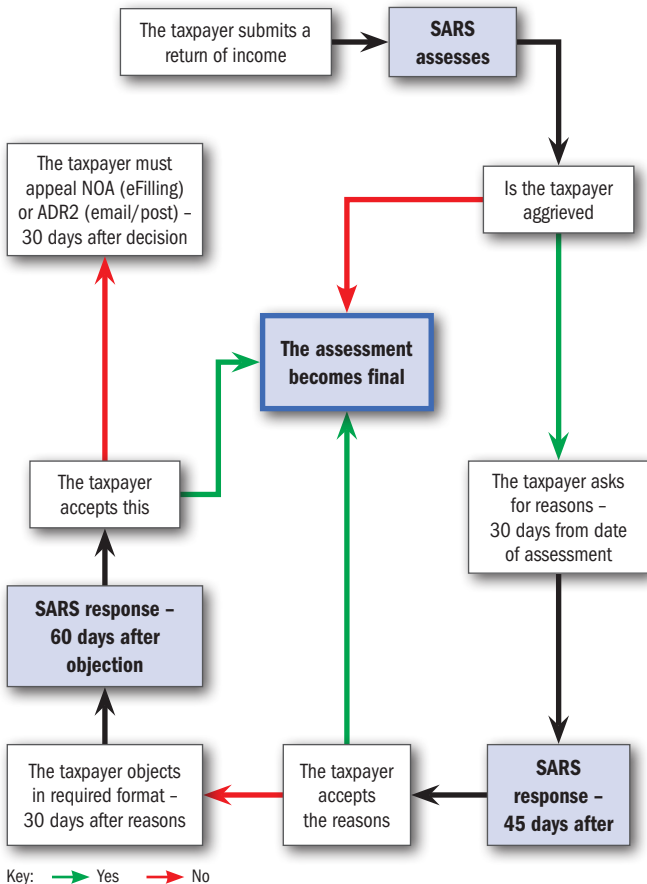 The taxpayer submits a
return of income
SARS
assesses
The taxpayer must
appeal NOA (eFilling)
or ADR2 (email/post) –
30 days after decision
Is the taxpayer
aggrieved
The assessment
becomes final
The taxpayer
accepts this
The taxpayer asks
for reasons –
30 days from date
of assessment
SARS response –
60 days after
objection
The taxpayer objects
in required format –
30 days after reasons
The taxpayer
accepts
the reasons
SARS
response –
45 days after
Key: Yes No